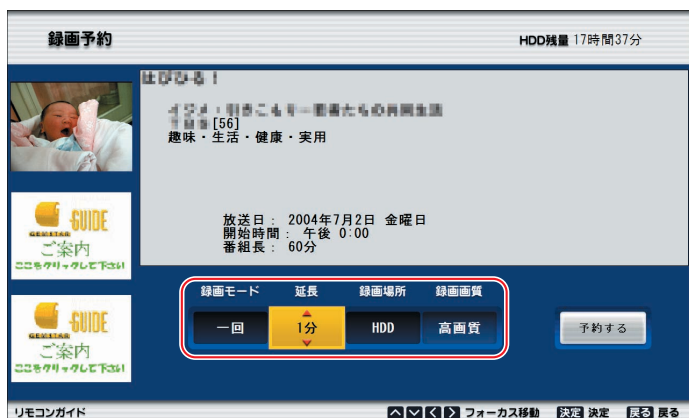 録画予約
HDD残量 17時間37分
[56]
趣味・生活・健康・実用
放送日: 2004年7月2日 金曜日
開始時間: 午後 0:00
番組長: 60分
GUIDE
GEMSTAR
ご案内
ここをクリックして下さい
GUIDE
GEMSTAR
ご案内
ここをクリックして下さい
録画モード 延長 録画場所 録画画質
一回 1分 HDD 高画質
予約する
リモコンガイド
フォーカス移動 決定 決定 戻る 戻る